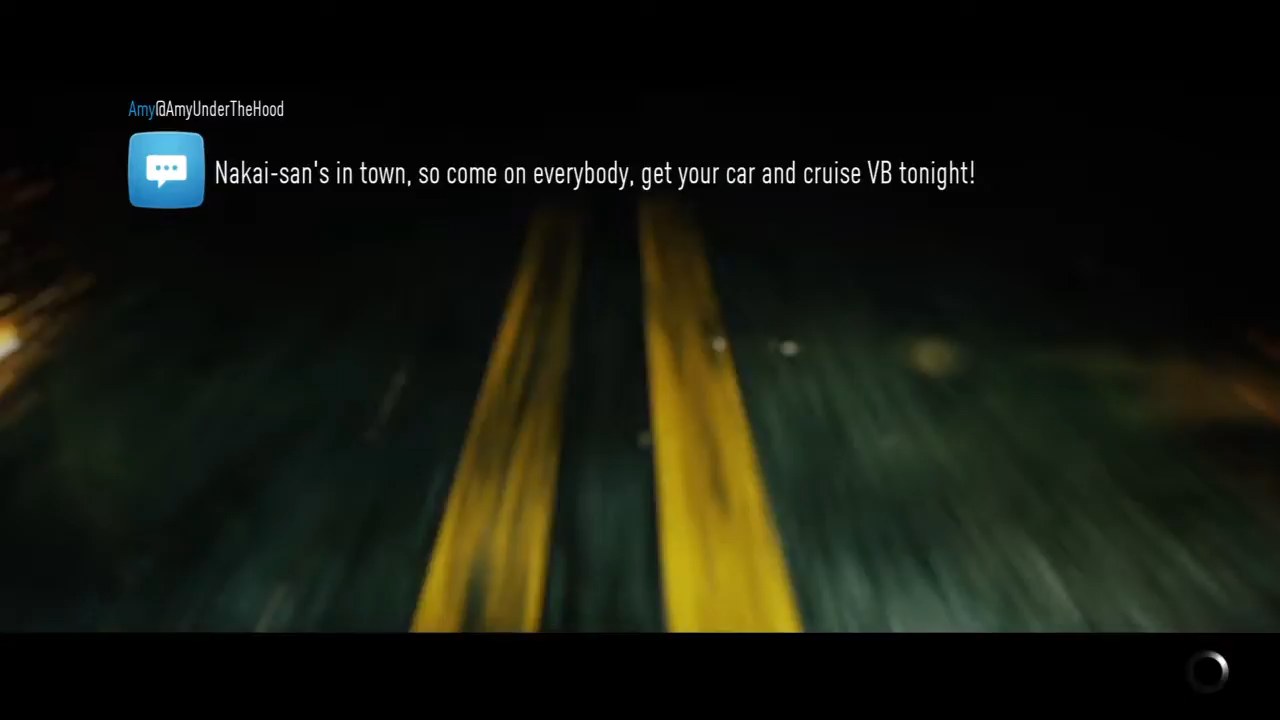 Amy@AmyUnderTheHood
Nakai-san's in town, so come on everybody, get your car and cruise VB tonight!